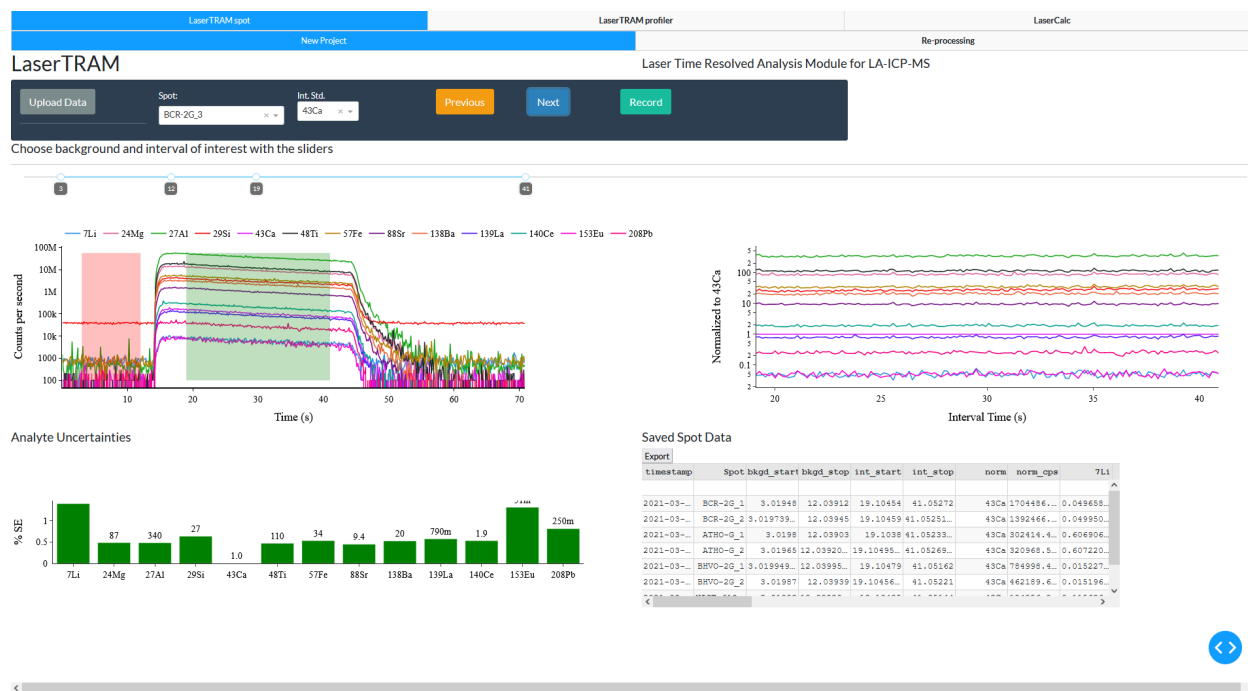 LaserTRAM spot LaserTRAM profiler LaserCalc
New Project Re-processing
LaserTRAM Laser Time Resolved Analysis Module for LA-ICP-MS
Spot: Int. Std.
Upload Data BCR-2G_3 43Ca Previous Next Record
Choose background and interval of interest with the sliders
3 12 19 41
7Li 24Mg 27Al 29Si 43Ca 48Ti 57Fe 88Sr 138Ba 139La 140Ce 153Eu 208Pb
Counts per second
100M
10M
1M
100k
10k
1000
100
10 20 30 40 50 60 70
Time (s)
Normalized to 43Ca
5
2
100
5
2
10
5
2
1
5
2
0.1
5
2
20 25 30 35 40
Interval Time (s)
Analyte Uncertainties
% SE
1
0.5
0
87 340 27 1.0 110 34 9.4 20 790m 1.9 250m
7Li 24Mg 27Al 29Si 43Ca 48Ti 57Fe 88Sr 138Ba 139La 140Ce 153Eu 208Pb
Saved Spot Data
Export
timestamp Spot bkgd_start bkgd_stop int_start int_stop norm norm_cps 7Li
2021-03-… BCR-2G_1 3.01948 12.03912 19.10454 41.05272 43Ca 1704486.… 0.049658…
2021-03-… BCR-2G_2 3.019739… 12.03945 19.10459 41.05251… 43Ca 1392466.… 0.049950…
2021-03-… ATHO-G_1 3.0198 12.03903 19.1038 41.05233… 43Ca 302414.4… 0.606906…
2021-03-… ATHO-G_2 3.01965 12.03920… 19.10495… 41.05269… 43Ca 320968.5… 0.607220…
2021-03-… BHVO-2G_1 3.019949… 12.03995… 19.10479 41.05162 43Ca 784998.4… 0.015227…
2021-03-… BHVO-2G_2 3.01987 12.03939 19.10456… 41.05221 43Ca 462189.6… 0.015196…